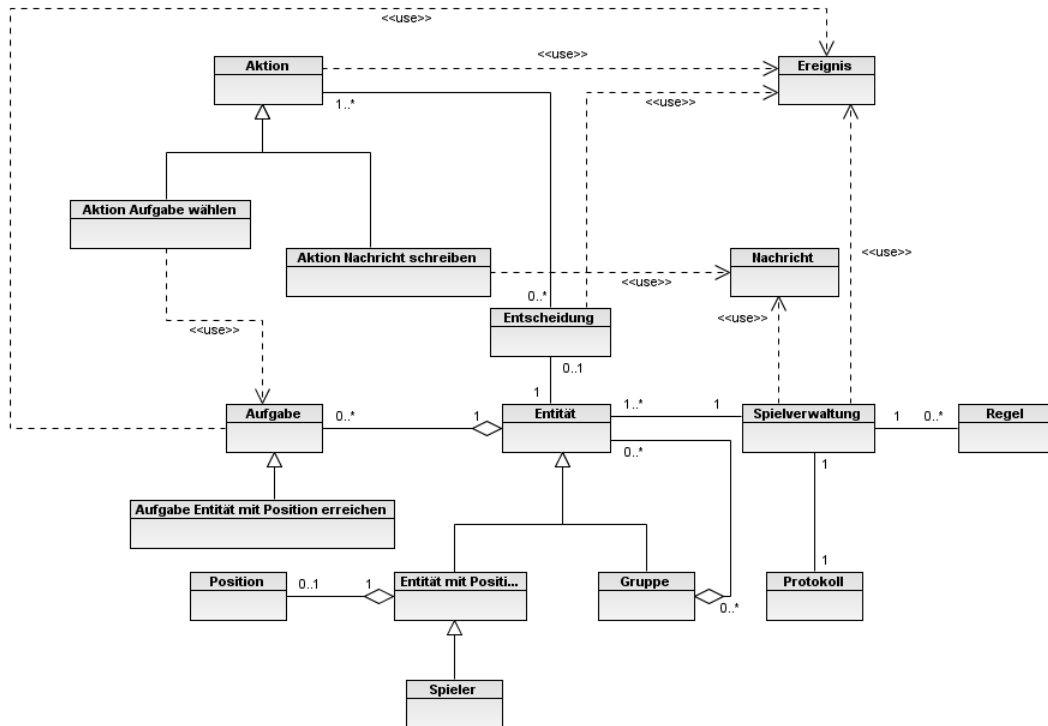 <<use>>
Aktion
<<use>>
Ereignis
<<use>>
1..*
Aktion Aufgabe wählen
Aktion Nachricht schreiben
Nachricht
<<use>>
<<use>>
0..*
<<use>>
Entscheidung
<<use>>
0..1
1
Aufgabe
0..*
1
Entität
1..*
1
Spielverwaltung
1
0..*
Regel
0..*
1
Aufgabe Entität mit Position erreichen
1
Position
0..1
1
Entität mit Positi...
Gruppe
0..*
Protokoll
Spieler